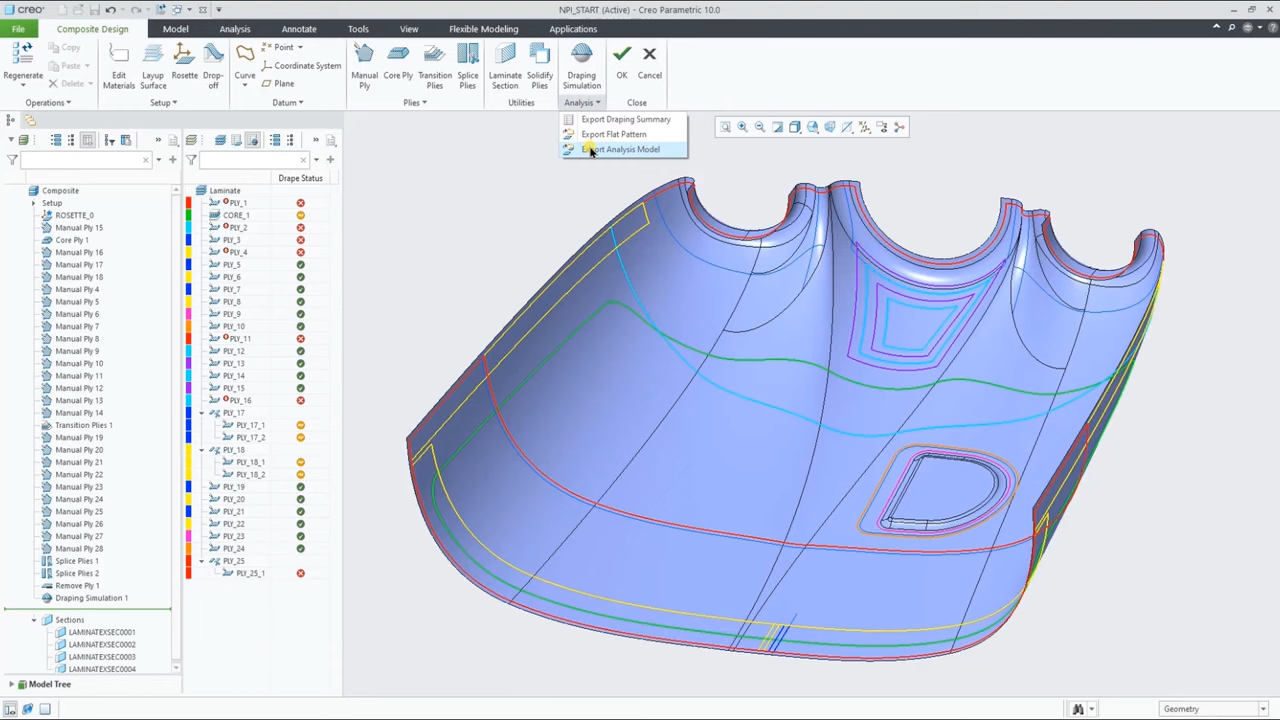 creo
NPI_START (Active) - Creo Parametric 10.0
File
Composite Design
Model
Analysis
Annotate
Tools
View
Flexible Modeling
Applications
Regenerate
Copy
Paste
Delete
Operations
Edit Materials
Layup Surface
Rosette
Drop-off
Setup
Curve
Point
Coordinate System
Plane
Datum
Manual Ply
Core Ply
Transition Plies
Splice Plies
Plies
Laminate Section
Solidify Plies
Utilities
Draping Simulation
Analysis
OK
Cancel
Close
Export Draping Summary
Export Flat Pattern
Export Analysis Model
Composite
Setup
ROSETTE_0
Manual Ply 15
Core Ply 1
Manual Ply 16
Manual Ply 17
Manual Ply 18
Manual Ply 4
Manual Ply 5
Manual Ply 6
Manual Ply 7
Manual Ply 8
Manual Ply 9
Manual Ply 10
Manual Ply 11
Manual Ply 12
Manual Ply 13
Manual Ply 14
Transition Plies 1
Manual Ply 19
Manual Ply 20
Manual Ply 21
Manual Ply 22
Manual Ply 23
Manual Ply 24
Manual Ply 25
Manual Ply 26
Manual Ply 27
Manual Ply 28
Splice Plies 1
Splice Plies 2
Remove Ply 1
Draping Simulation 1
Sections
LAMINATEXSEC0001
LAMINATEXSEC0002
LAMINATEXSEC0003
LAMINATEXSEC0004
Model Tree
Drape Status
Laminate
PLY_1
CORE_1
PLY_2
PLY_3
PLY_4
PLY_5
PLY_6
PLY_7
PLY_8
PLY_9
PLY_10
PLY_11
PLY_12
PLY_13
PLY_14
PLY_15
PLY_16
PLY_17
PLY_17_1
PLY_17_2
PLY_18
PLY_18_1
PLY_18_2
PLY_19
PLY_20
PLY_21
PLY_22
PLY_23
PLY_24
PLY_25
PLY_25_1
Geometry